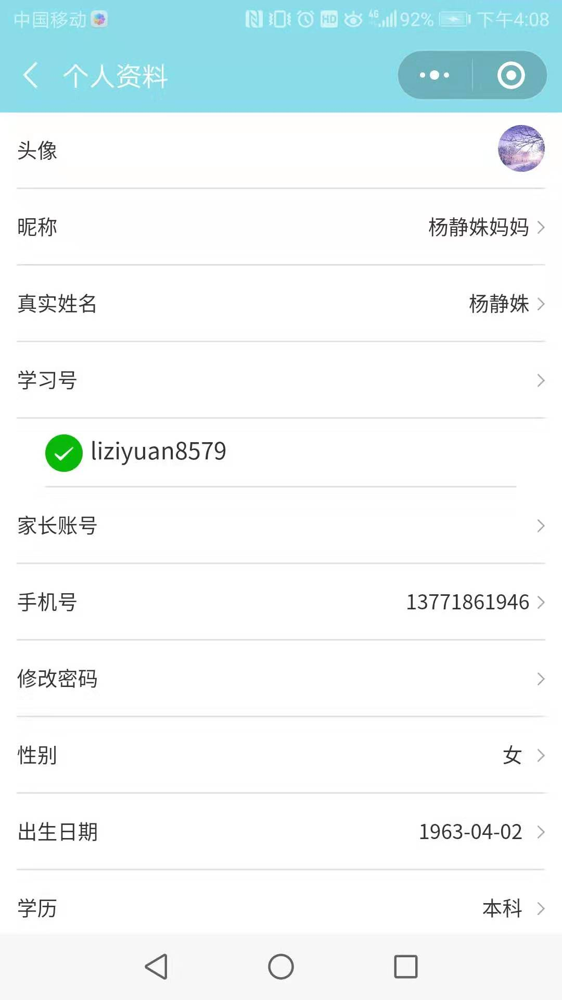 中国移动 HD 4G 92% 下午4:08
个人资料
头像
昵称 杨静姝妈妈
真实姓名 杨静姝
学习号
liziyuan8579
家长账号
手机号 13771861946
修改密码
性别 女
出生日期 1963-04-02
学历 本科